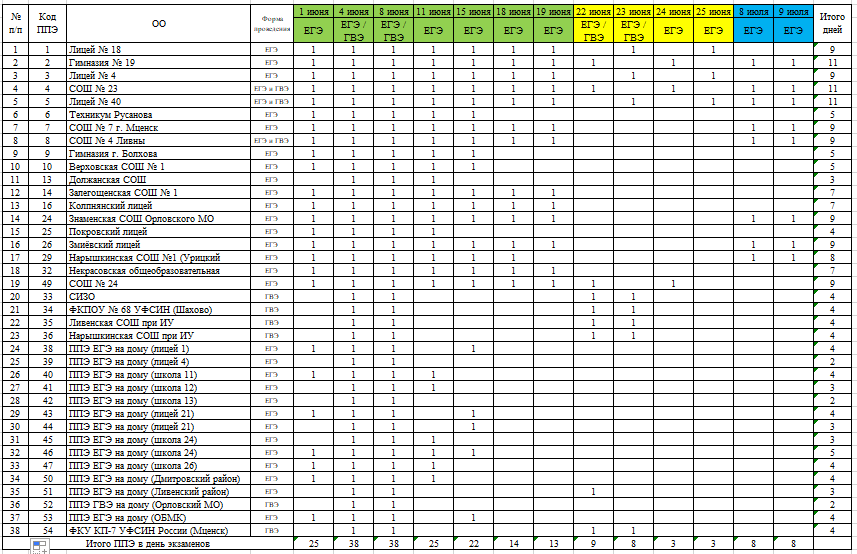 № п/п Код ППЭ ОО Форма проведения 1 июня 4 июня 8 июня 11 июня 15 июня 18 июня 19 июня 22 июня 23 июня 24 июня 25 июня 8 июля 9 июля Итого дней
ЕГЭ ЕГЭ / ГВЭ ЕГЭ / ГВЭ ЕГЭ ЕГЭ ЕГЭ ЕГЭ ЕГЭ / ГВЭ ЕГЭ / ГВЭ ЕГЭ ЕГЭ ЕГЭ ЕГЭ
1 1 Лицей № 18 ЕГЭ 1 1 1 1 1 1 1 1 1 9
2 2 Гимназия № 19 ЕГЭ 1 1 1 1 1 1 1 1 1 1 1 11
3 3 Лицей № 4 ЕГЭ 1 1 1 1 1 1 1 1 1 9
4 4 СОШ № 23 ЕГЭ и ГВЭ 1 1 1 1 1 1 1 1 1 1 1 11
5 5 Лицей № 40 ЕГЭ и ГВЭ 1 1 1 1 1 1 1 1 1 1 1 11
6 6 Техникум Русанова ЕГЭ 1 1 1 1 1 5
7 7 СОШ № 7 г. Мценск ЕГЭ 1 1 1 1 1 1 1 1 1 9
8 8 СОШ № 4 Ливны ЕГЭ и ГВЭ 1 1 1 1 1 1 1 1 1 9
9 9 Гимназия г. Болхова ЕГЭ 1 1 1 1 1 5
10 10 Верховская СОШ № 1 ЕГЭ 1 1 1 1 1 5
11 13 Должанская СОШ ЕГЭ 1 1 1 3
12 14 Залегощенская СОШ № 1 ЕГЭ 1 1 1 1 1 1 1 7
13 16 Колпнянский лицей ЕГЭ 1 1 1 1 1 1 1 7
14 24 Знаменская СОШ Орловского МО ЕГЭ 1 1 1 1 1 1 1 1 1 9
15 25 Покровский лицей ЕГЭ 1 1 1 1 4
16 26 Змиёвский лицей ЕГЭ 1 1 1 1 1 1 1 1 1 9
17 29 Нарышкинская СОШ №1 (Урицкий ЕГЭ 1 1 1 1 1 1 1 1 8
18 32 Некрасовская общеобразовательная ЕГЭ 1 1 1 1 1 1 1 7
19 49 СОШ № 24 ЕГЭ 1 1 1 1 1 1 1 1 1 9
20 33 СИЗО ГВЭ 1 1 1 1 4
21 34 ФКПОУ № 68 УФСИН (Шахово) ГВЭ 1 1 1 1 4
22 35 Ливенская СОШ при ИУ ГВЭ 1 1 1 1 4
23 36 Нарышкинская СОШ при ИУ ГВЭ 1 1 1 1 4
24 38 ППЭ ЕГЭ на дому (лицей 1) ЕГЭ 1 1 1 1 4
25 39 ППЭ ЕГЭ на дому (лицей 4) ЕГЭ 1 1 2
26 40 ППЭ ЕГЭ на дому (школа 11) ЕГЭ 1 1 1 1 4
27 41 ППЭ ЕГЭ на дому (школа 12) ЕГЭ 1 1 1 3
28 42 ППЭ ЕГЭ на дому (школа 13) ЕГЭ 1 1 2
29 43 ППЭ ЕГЭ на дому (лицей 21) ЕГЭ 1 1 1 1 4
30 44 ППЭ ЕГЭ на дому (лицей 21) ЕГЭ 1 1 1 3
31 45 ППЭ ЕГЭ на дому (школа 24) ЕГЭ 1 1 1 3
32 46 ППЭ ЕГЭ на дому (школа 24) ЕГЭ 1 1 1 1 1 5
33 47 ППЭ ЕГЭ на дому (школа 26) ЕГЭ 1 1 1 1 4
34 50 ППЭ ЕГЭ на дому (Дмитровский район) ЕГЭ 1 1 1 1 4
35 51 ППЭ ЕГЭ на дому (Ливенский район) ЕГЭ 1 1 1 3
36 52 ППЭ ГВЭ на дому (Орловский МО) ГВЭ 1 1 2
37 53 ППЭ ЕГЭ на дому (ОБМК) ЕГЭ 1 1 1 1 4
38 54 ФКУ КП-7 УФСИН России (Мценск) ГВЭ 1 1 1 1 4
Итого ППЭ в день экзаменов 25 38 38 25 22 14 13 9 8 3 3 8 8